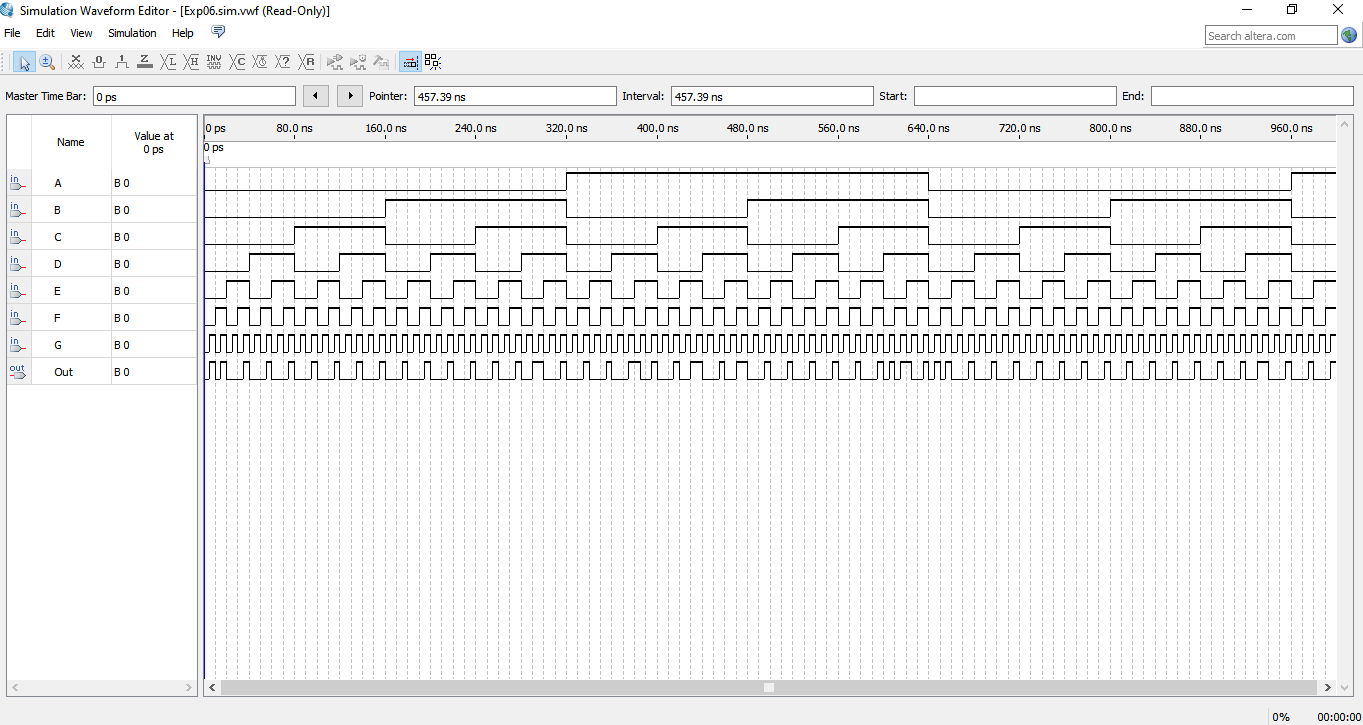 Simulation Waveform Editor - [Exp06.sim.vwf (Read-Only)]
File Edit View Simulation Help
Search altera.com
INV
Master Time Bar: 0 ps Pointer: 457.39 ns Interval: 457.39 ns Start: End:
Name Value at 0 ps
0 ps 80.0 ns 160.0 ns 240.0 ns 320.0 ns 400.0 ns 480.0 ns 560.0 ns 640.0 ns 720.0 ns 800.0 ns 880.0 ns 960.0 ns
0 ps
in A B 0
in B B 0
in C B 0
in D B 0
in E B 0
in F B 0
in G B 0
out Out B 0
0% 00:00:00